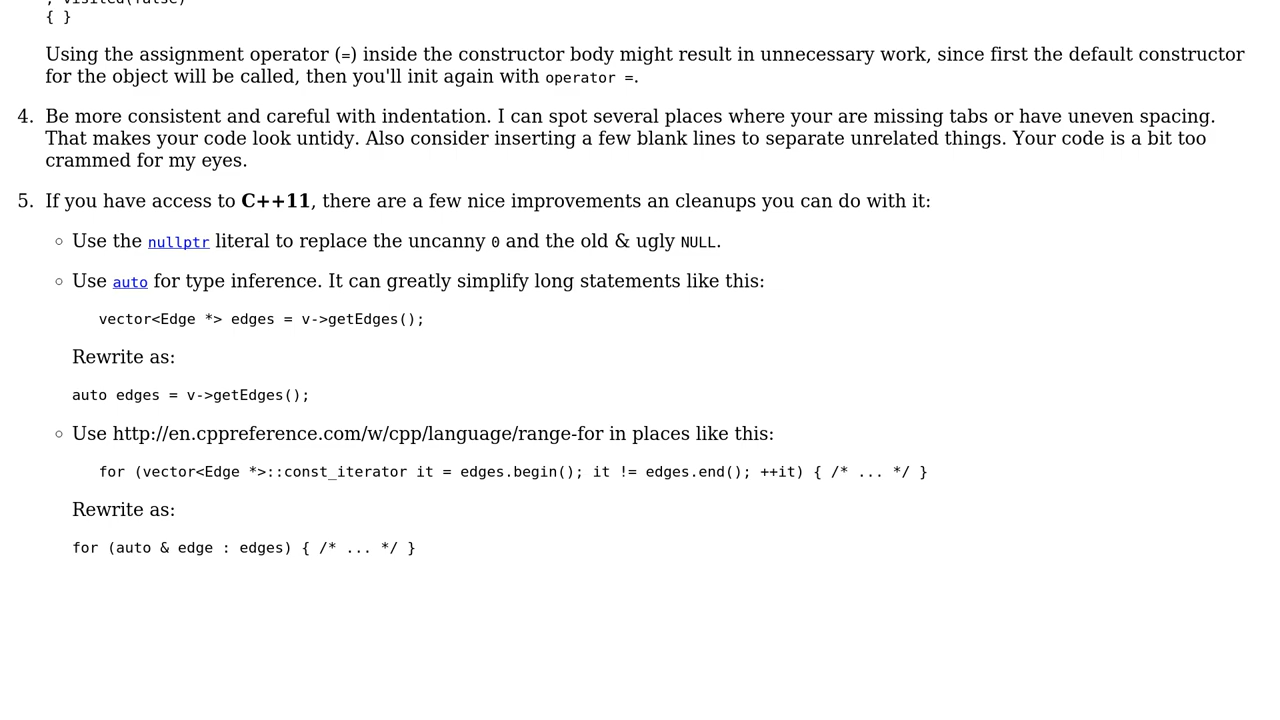 , visited(false)
{ }
Using the assignment operator (=) inside the constructor body might result in unnecessary work, since first the default constructor
for the object will be called, then you'll init again with operator =.
4. Be more consistent and careful with indentation. I can spot several places where your are missing tabs or have uneven spacing.
That makes your code look untidy. Also consider inserting a few blank lines to separate unrelated things. Your code is a bit too
crammed for my eyes.
5. If you have access to C++11, there are a few nice improvements an cleanups you can do with it:
◦ Use the nullptr literal to replace the uncanny 0 and the old & ugly NULL.
◦ Use auto for type inference. It can greatly simplify long statements like this:
vector<Edge *> edges = v->getEdges();
Rewrite as:
auto edges = v->getEdges();
◦ Use http://en.cppreference.com/w/cpp/language/range-for in places like this:
for (vector<Edge *>::const_iterator it = edges.begin(); it != edges.end(); ++it) { /* ... */ }
Rewrite as:
for (auto & edge : edges) { /* ... */ }